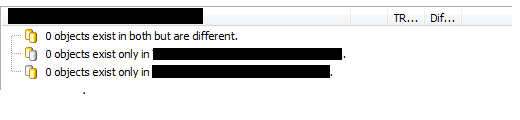 TR... Dif...
0 objects exist in both but are different.
0 objects exist only in .
0 objects exist only in .